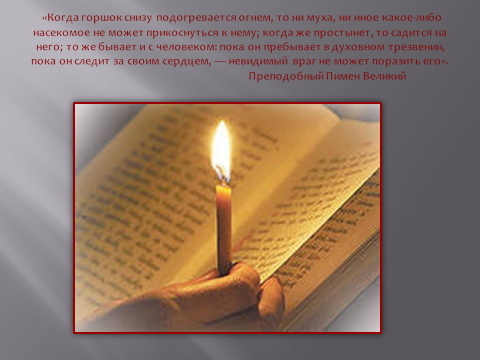 «Когда горшок снизу подогревается огнем, то ни муха, ни иное какое-либо
насекомое не может прикоснуться к нему; когда же простынет, то садится на
него; то же бывает и с человеком: пока он пребывает в духовном трезвении,
пока он следит за своим сердцем, — невидимый враг не может поразить его».
Преподобный Пимен Великий